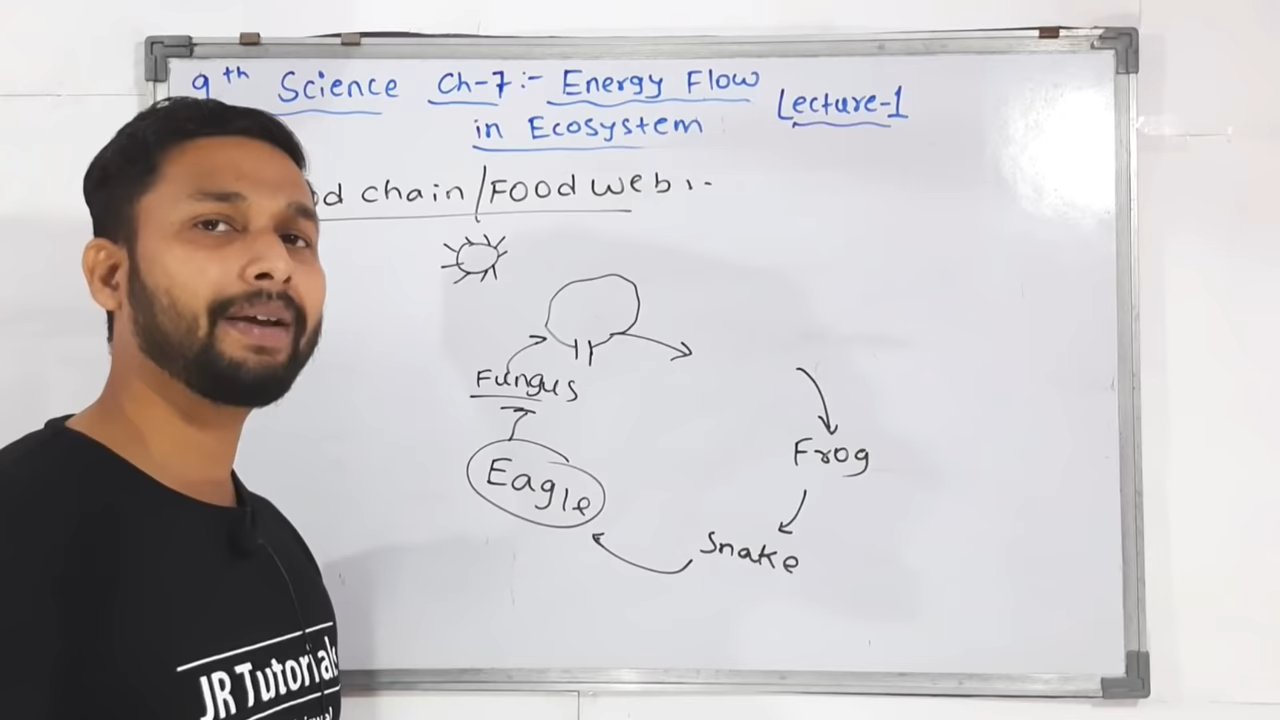 9th Science Ch-7:- Energy Flow
in Ecosystem
Lecture-1
chain/Food web:-
Fungus
Eagle
Frog
Snake
JR Tutorials